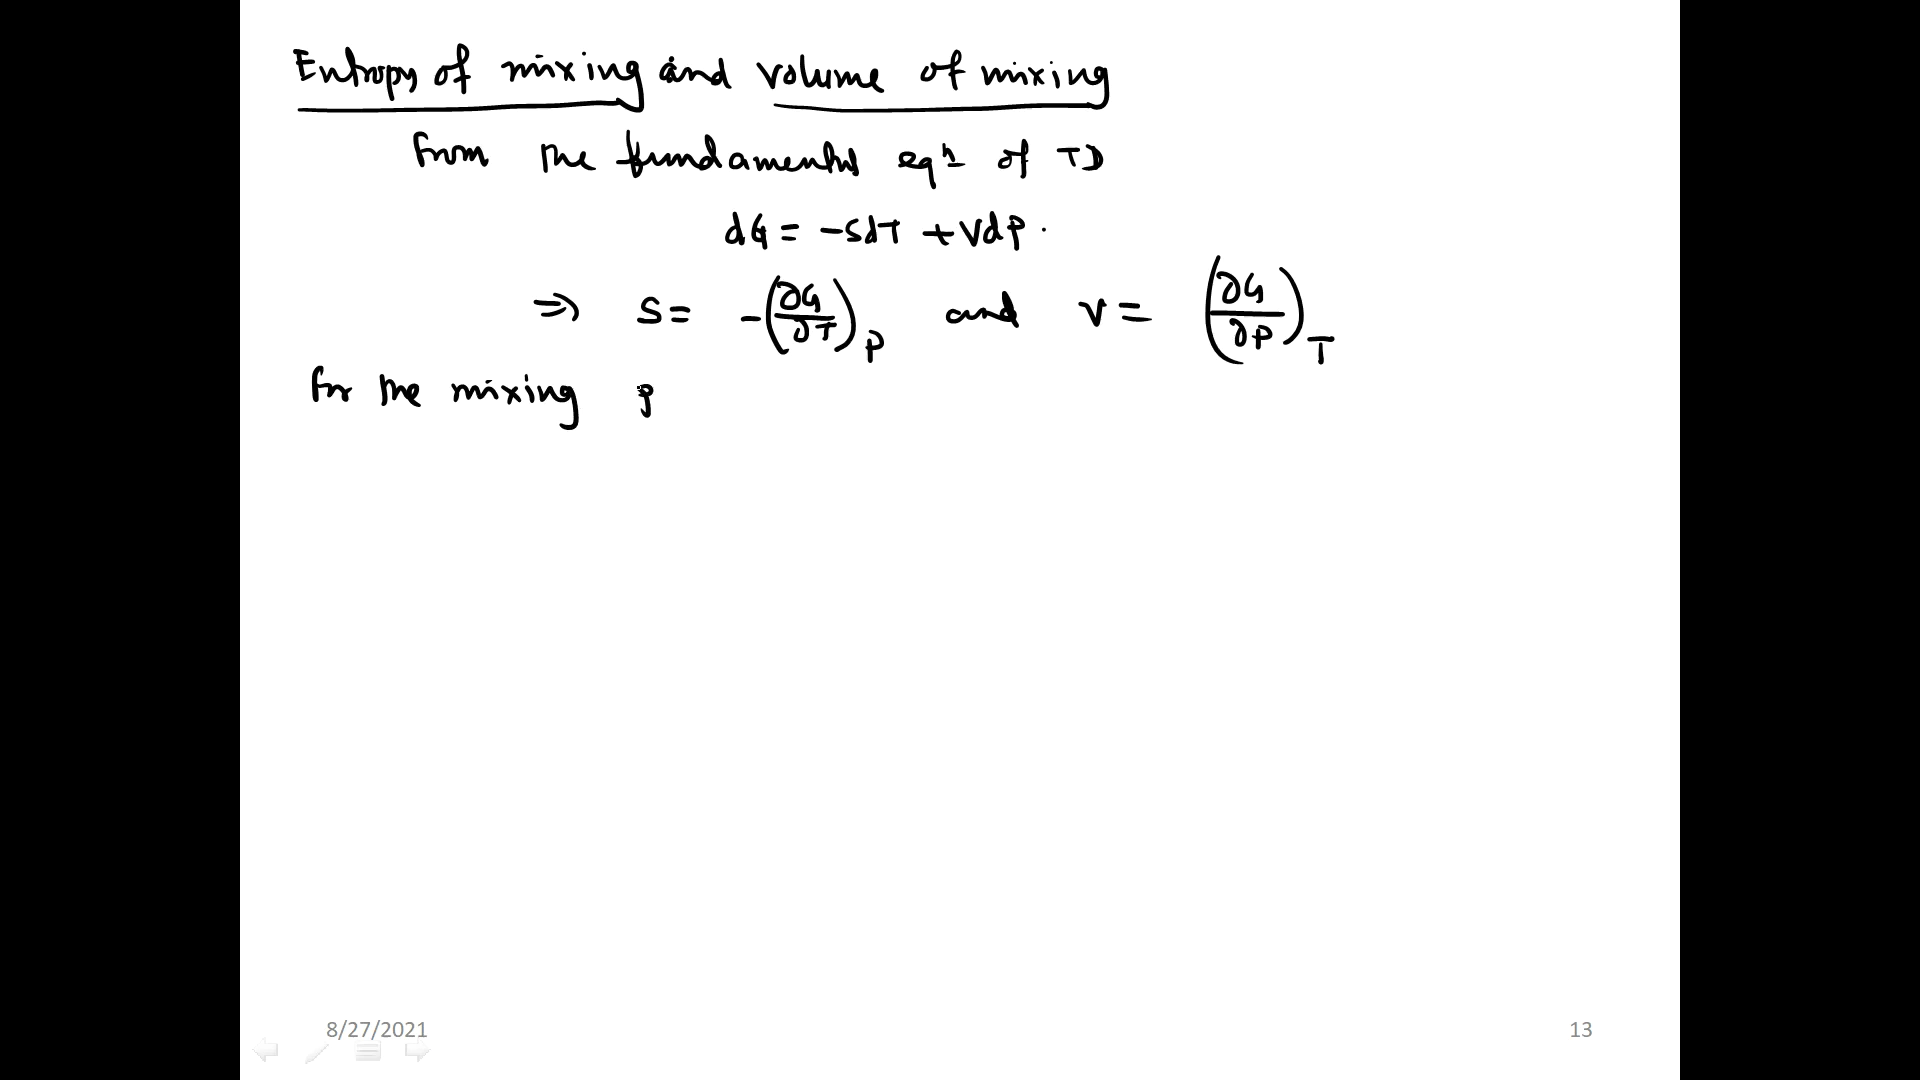 Entropy of mixing and volume of mixing
from the fundamental eqn of TD
dG = -SdT + VdP.
⇒ S = -(∂G/∂T)P and V = (∂G/∂P)T
for the mixing P
8/27/2021
13